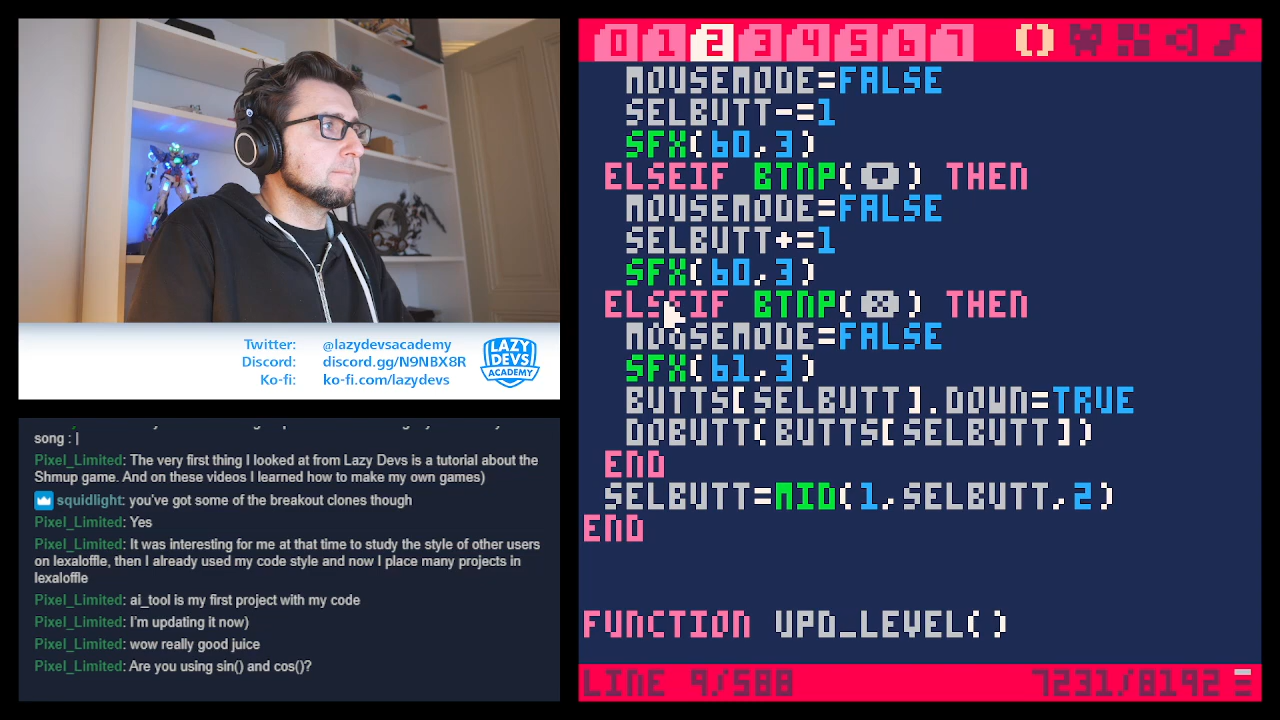 0 1 2 3 4 5 6 7
MOUSEMODE=FALSE
SELBUTT-=1
SFX(60,3)
ELSEIF BTNP(⬇️) THEN
MOUSEMODE=FALSE
SELBUTT+=1
SFX(60,3)
ELSEIF BTNP(❎) THEN
MOUSEMODE=FALSE
SFX(61,3)
BUTTS[SELBUTT].DOWN=TRUE
DOBUTT(BUTTS[SELBUTT])
END
SELBUTT=MID(1,SELBUTT,2)
END
FUNCTION UPD_LEVEL()
LINE 9/588 7231/8192
Twitter: @lazydevsacademy
Discord: discord.gg/N9NBX8R
Ko-fi: ko-fi.com/lazydevs
LAZY
DEVS
ACADEMY
song : |
Pixel_Limited: The very first thing I looked at from Lazy Devs is a tutorial about the
Shmup game. And on these videos I learned how to make my own games)
squidlight: you've got some of the breakout clones though
Pixel_Limited: Yes
Pixel_Limited: It was interesting for me at that time to study the style of other users
on lexaloffle, then I already used my code style and now I place many projects in
lexaloffle
Pixel_Limited: ai_tool is my first project with my code
Pixel_Limited: I'm updating it now)
Pixel_Limited: wow really good juice
Pixel_Limited: Are you using sin() and cos()?